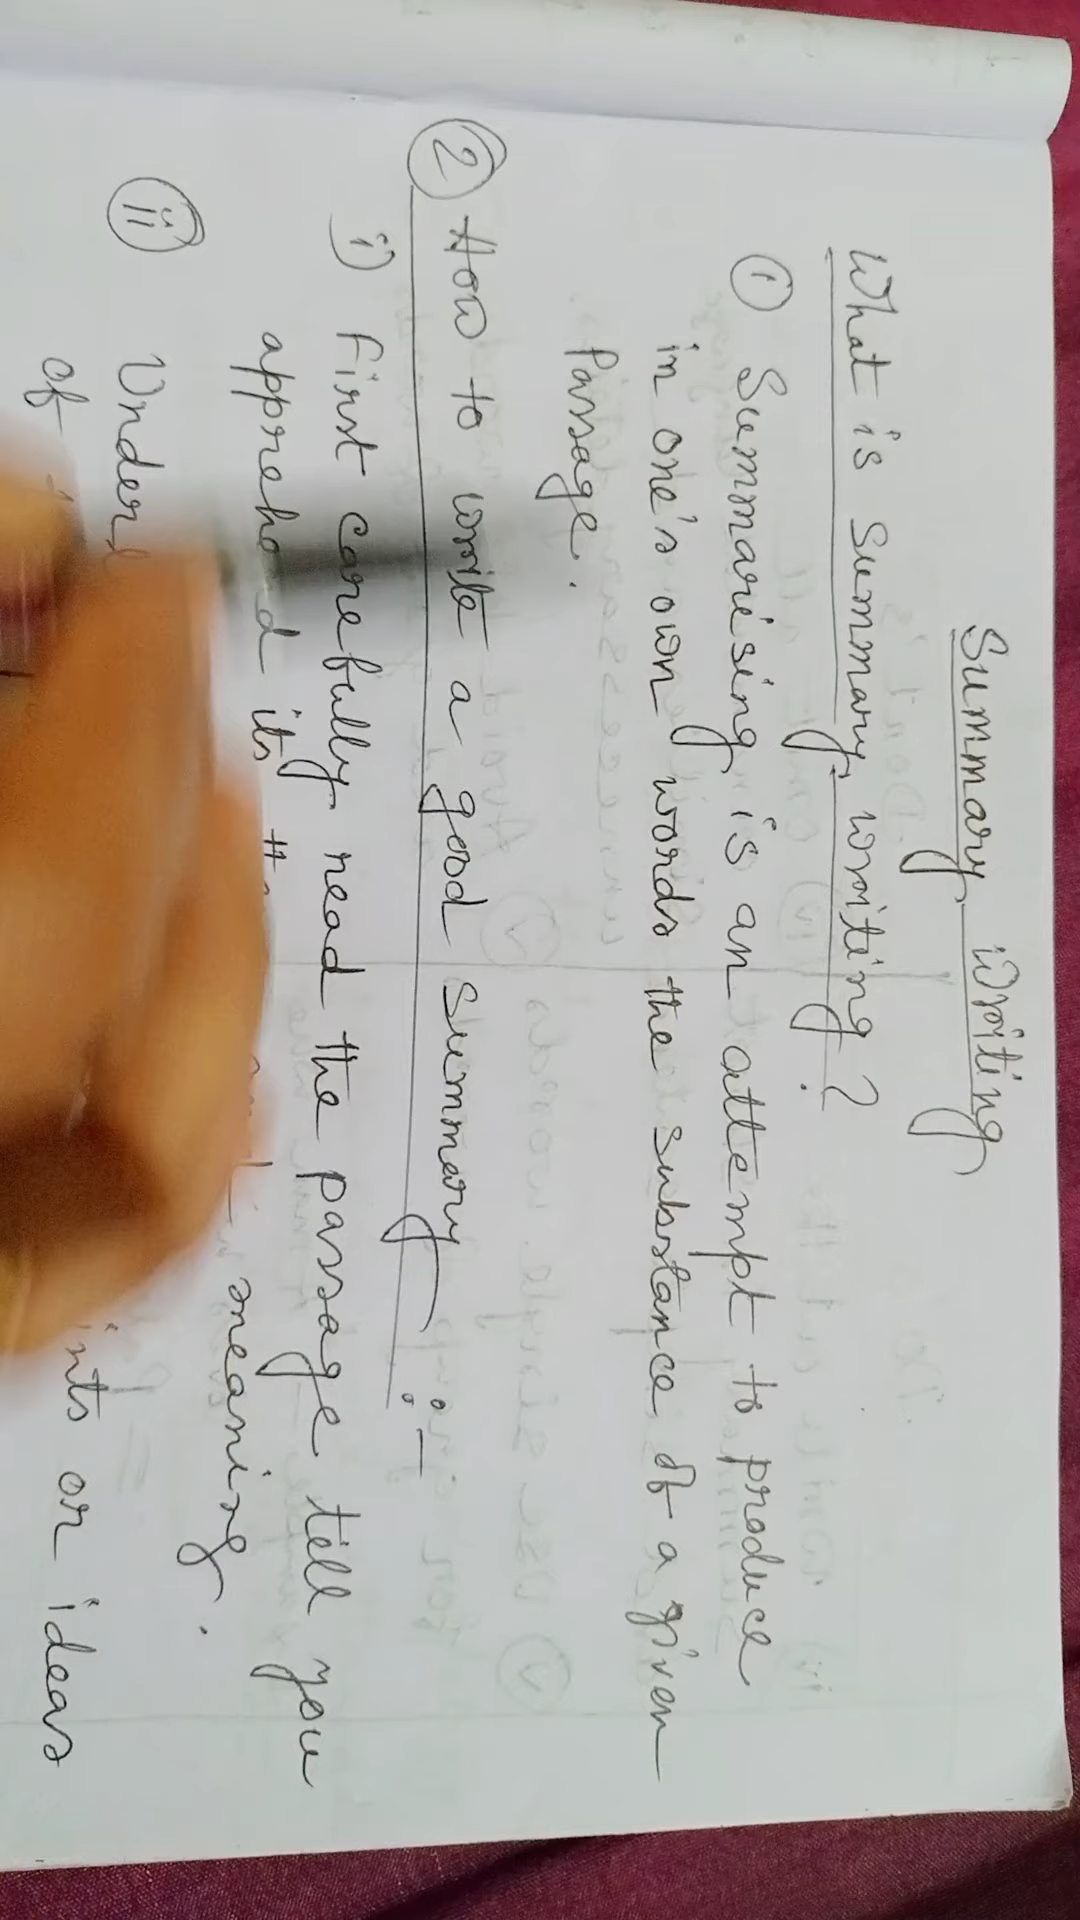 Summary writing
What is Summary writing?
① Summarising is an attempt to produce
in one's own words the substance of a given
Passage.
② How to write a good summary :-
i) First carefully read the passage till you
apprehend its meaning.
ii
of ints or ideas